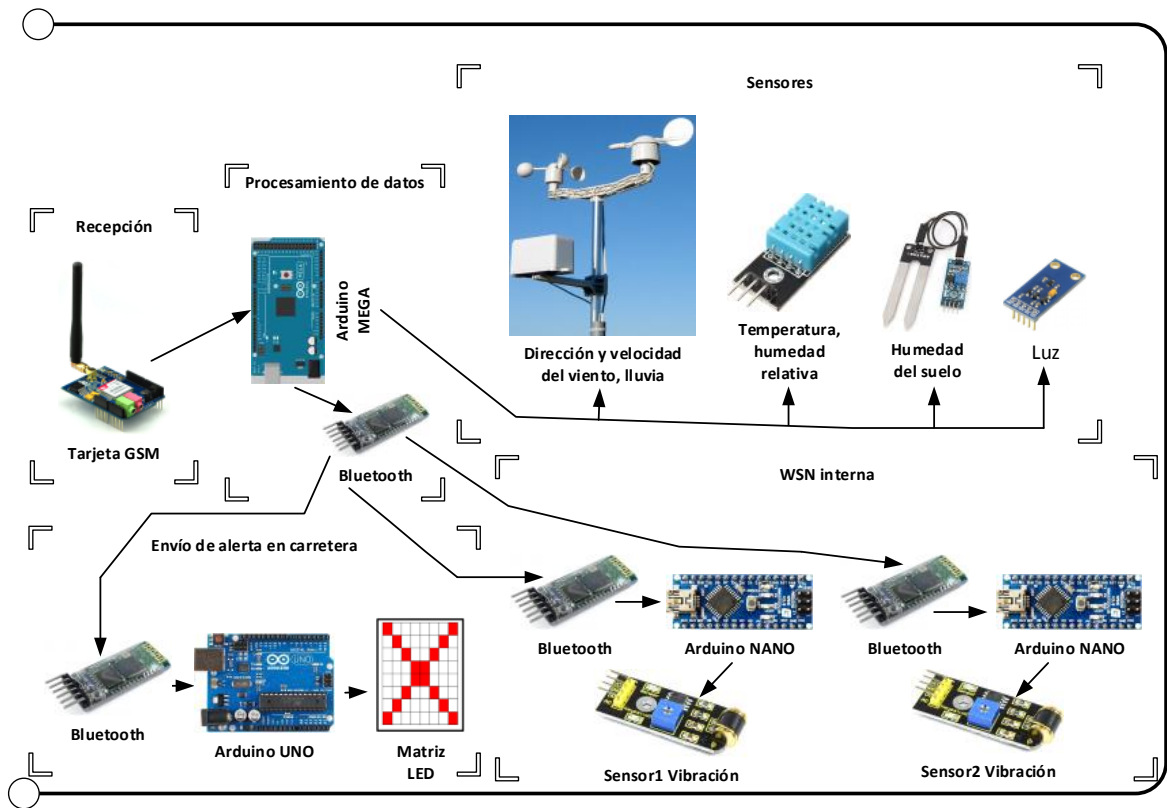 Sensores
Procesamiento de datos
Recepción
Arduino
MEGA
Dirección y velocidad
del viento, lluvia
Temperatura,
humedad
relativa
Humedad
del suelo
Luz
Tarjeta GSM
Bluetooth
WSN interna
Envío de alerta en carretera
Bluetooth
Arduino NANO
Bluetooth
Arduino NANO
Bluetooth
Arduino UNO
Matriz
LED
Sensor1 Vibración
Sensor2 Vibración